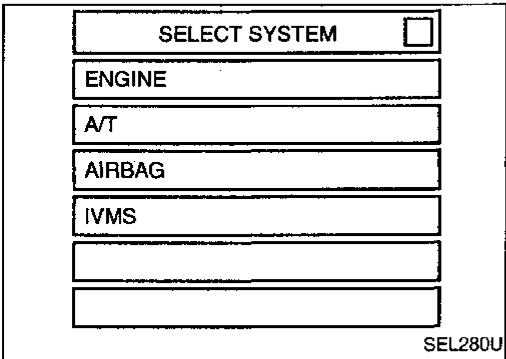 SELECT SYSTEM
ENGINE
A/T
AIRBAG
IVMS
SEL280U